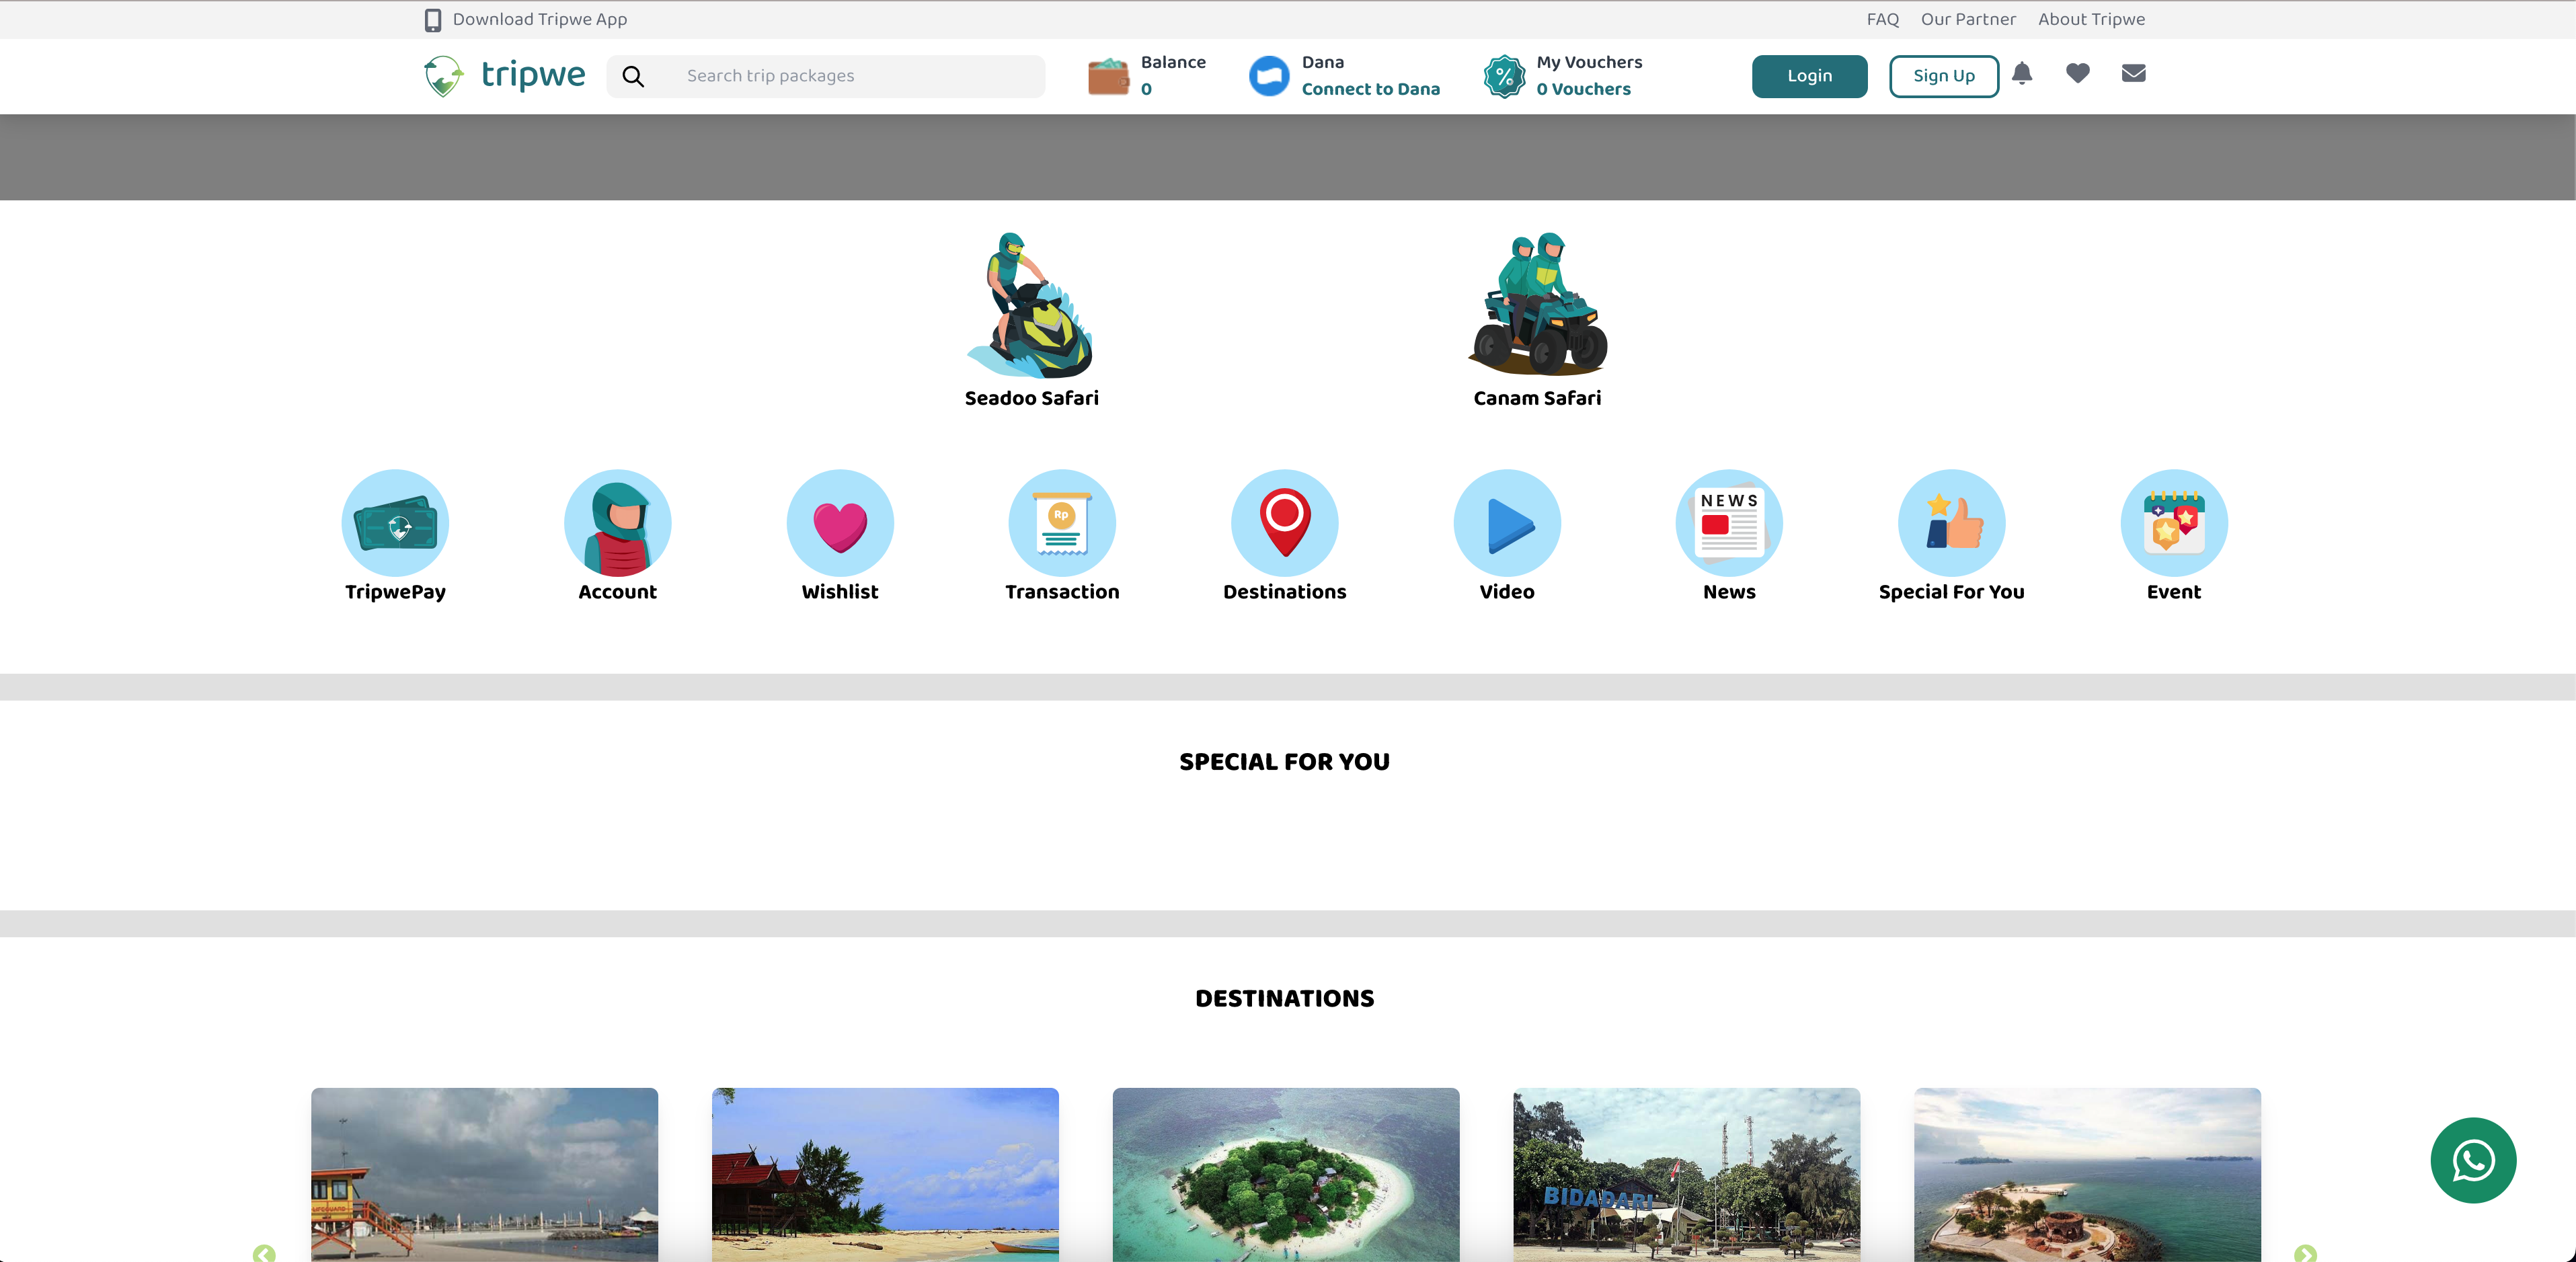 Download Tripwe App
FAQ Our Partner About Tripwe
tripwe
Search trip packages
Balance
0
Dana
Connect to Dana
My Vouchers
0 Vouchers
Login
Sign Up
Seadoo Safari
Canam Safari
Rp
NEWS
TripwePay
Account
Wishlist
Transaction
Destinations
Video
News
Special For You
Event
SPECIAL FOR YOU
DESTINATIONS
LIFEGUARD
BIDADARI